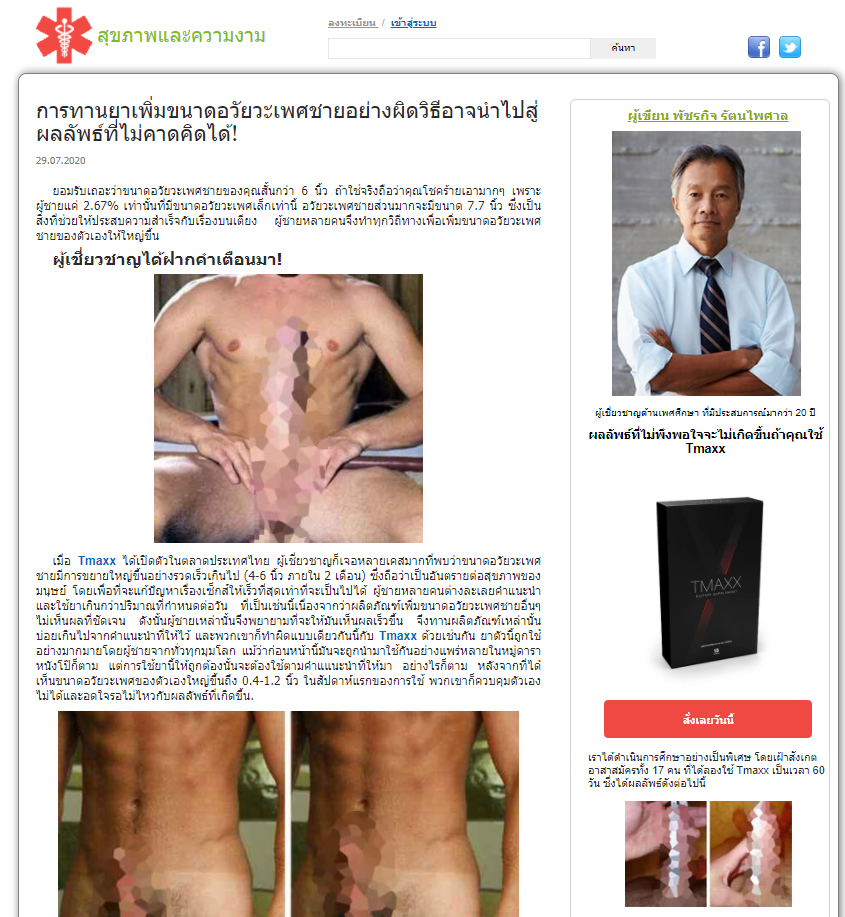 สุขภาพและความงาม
ลงทะเบียน / เข้าสู่ระบบ
ค้นหา
การทานยาเพิ่มขนาดอวัยวะเพศชายอย่างผิดวิธีอาจนำไปสู่
ผลลัพธ์ที่ไม่คาดคิดได้!
29.07.2020
ยอมรับเถอะว่าขนาดอวัยวะเพศชายของคุณสั้นกว่า 6 นิ้ว ถ้าใช่จริงถือว่าคุณโชคร้ายเอามากๆ เพราะ
ผู้ชายแค่ 2.67% เท่านั้นที่มีขนาดอวัยวะเพศเล็กเท่านี้ อวัยวะเพศชายส่วนมากจะมีขนาด 7.7 นิ้ว ซึ่งเป็น
สิ่งที่ช่วยให้ประสบความสำเร็จกับเรื่องบนเตียง ผู้ชายหลายคนจึงทำทุกวิถีทางเพื่อเพิ่มขนาดอวัยวะเพศ
ชายของตัวเองให้ใหญ่ขึ้น
ผู้เชี่ยวชาญได้ฝากคำเตือนมา!
เมื่อ Tmaxx ได้เปิดตัวในตลาดประเทศไทย ผู้เชี่ยวชาญก็เจอหลายเคสมากที่พบว่าขนาดอวัยวะเพศ
ชายมีการขยายใหญ่ขึ้นอย่างรวดเร็วเกินไป (4-6 นิ้ว ภายใน 2 เดือน) ซึ่งถือว่าเป็นอันตรายต่อสุขภาพของ
มนุษย์ โดยเพื่อที่จะแก้ปัญหาเรื่องเซ็กส์ให้เร็วที่สุดเท่าที่จะเป็นไปได้ ผู้ชายหลายคนต่างละเลยคำแนะนำ
และใช้ยาเกินกว่าปริมาณที่กำหนดต่อวัน ที่เป็นเช่นนี้เนื่องจากว่าผลิตภัณฑ์เพิ่มขนาดอวัยวะเพศชายอื่นๆ
ไม่เห็นผลที่ชัดเจน ดังนั้นผู้ชายเหล่านั้นจึงพยายามที่จะให้มันเห็นผลเร็วขึ้น จึงทานผลิตภัณฑ์เหล่านั้น
บ่อยเกินไปจากคำแนะนำที่ให้ไว้ และพวกเขาก็ทำผิดแบบเดียวกันนี้กับ Tmaxx ด้วยเช่นกัน ยาตัวนี้ถูกใช้
อย่างมากมายโดยผู้ชายจากทั่วทุกมุมโลก แม้ว่าก่อนหน้านี้มันจะถูกนำมาใช้กันอย่างแพร่หลายในหมู่ดารา
หนังโป๊ก็ตาม แต่การใช้ยานี้ให้ถูกต้องนั้นจะต้องใช้ตามคำแนะนำที่ให้มา อย่างไรก็ตาม หลังจากที่ได้
เห็นขนาดอวัยวะเพศของตัวเองใหญ่ขึ้นถึง 0.4-1.2 นิ้ว ในสัปดาห์แรกของการใช้ พวกเขาก็ควบคุมตัวเอง
ไม่ได้และอดใจรอไม่ไหวกับผลลัพธ์ที่เกิดขึ้น.
ผู้เขียน พัชรกิจ รัตนไพศาล
ผู้เชี่ยวชาญด้านเพศศึกษา ที่มีประสบการณ์มากว่า 20 ปี
ผลลัพธ์ที่ไม่พึงพอใจจะไม่เกิดขึ้นถ้าคุณใช้
Tmaxx
TMAXX
สั่งเลยวันนี้
เราได้ดำเนินการศึกษาอย่างเป็นพิเศษ โดยเฝ้าสังเกต
อาสาสมัครทั้ง 17 คน ที่ได้ลองใช้ Tmaxx เป็นเวลา 60
วัน ซึ่งได้ผลลัพธ์ดังต่อไปนี้